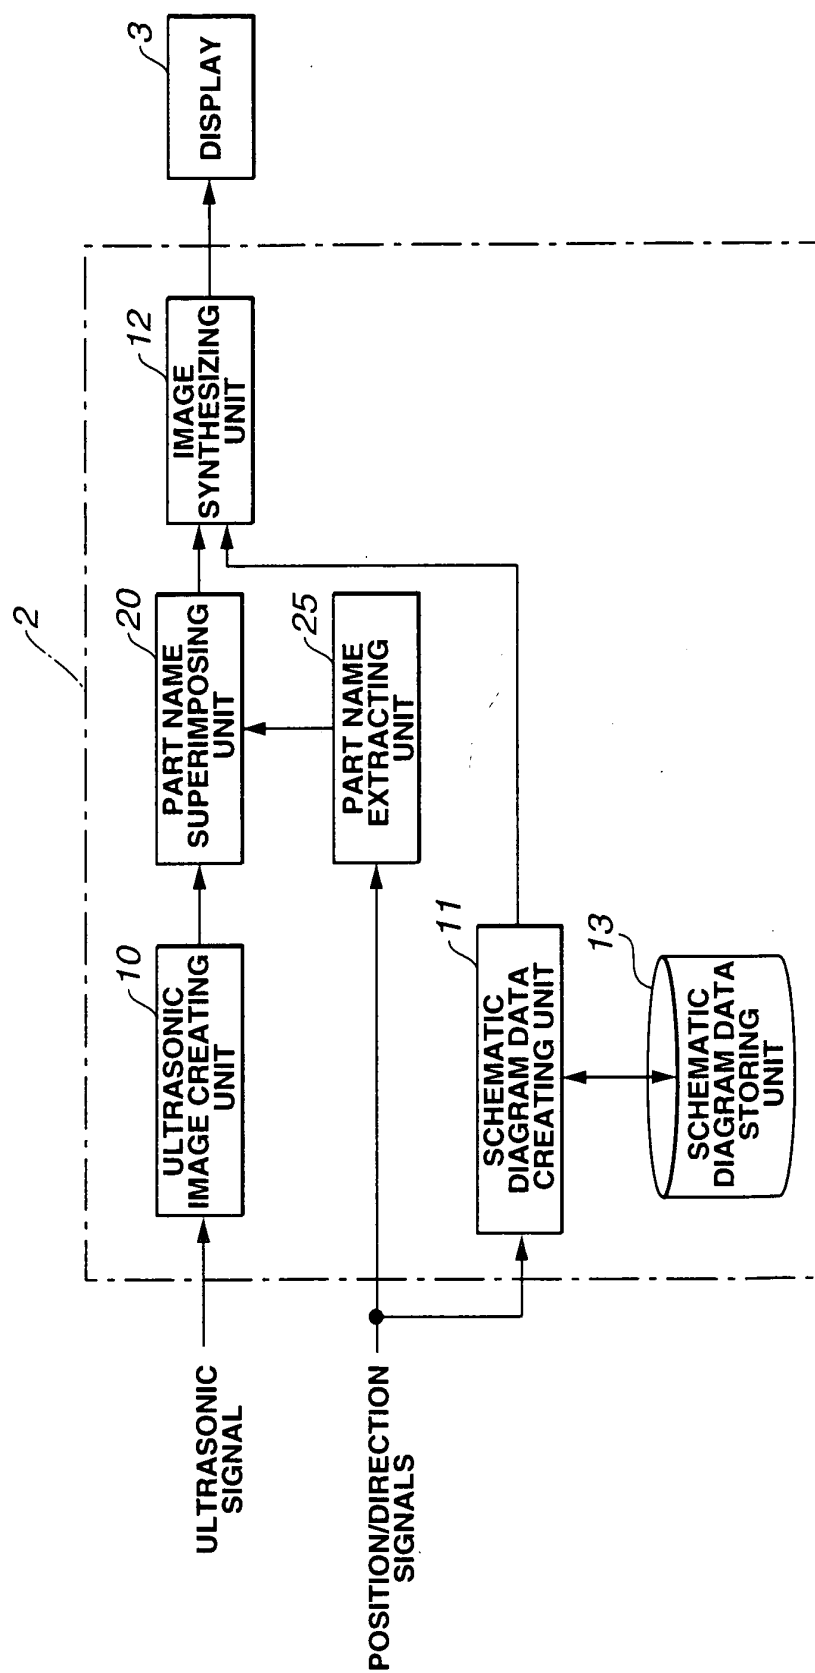 2
ULTRASONIC
SIGNAL
10
ULTRASONIC
IMAGE CREATING
UNIT
20
PART NAME
SUPERIMPOSING
UNIT
12
IMAGE
SYNTHESIZING
UNIT
3
DISPLAY
25
PART NAME
EXTRACTING
UNIT
POSITION/DIRECTION
SIGNALS
11
SCHEMATIC
DIAGRAM DATA
CREATING UNIT
13
SCHEMATIC
DIAGRAM DATA
STORING
UNIT